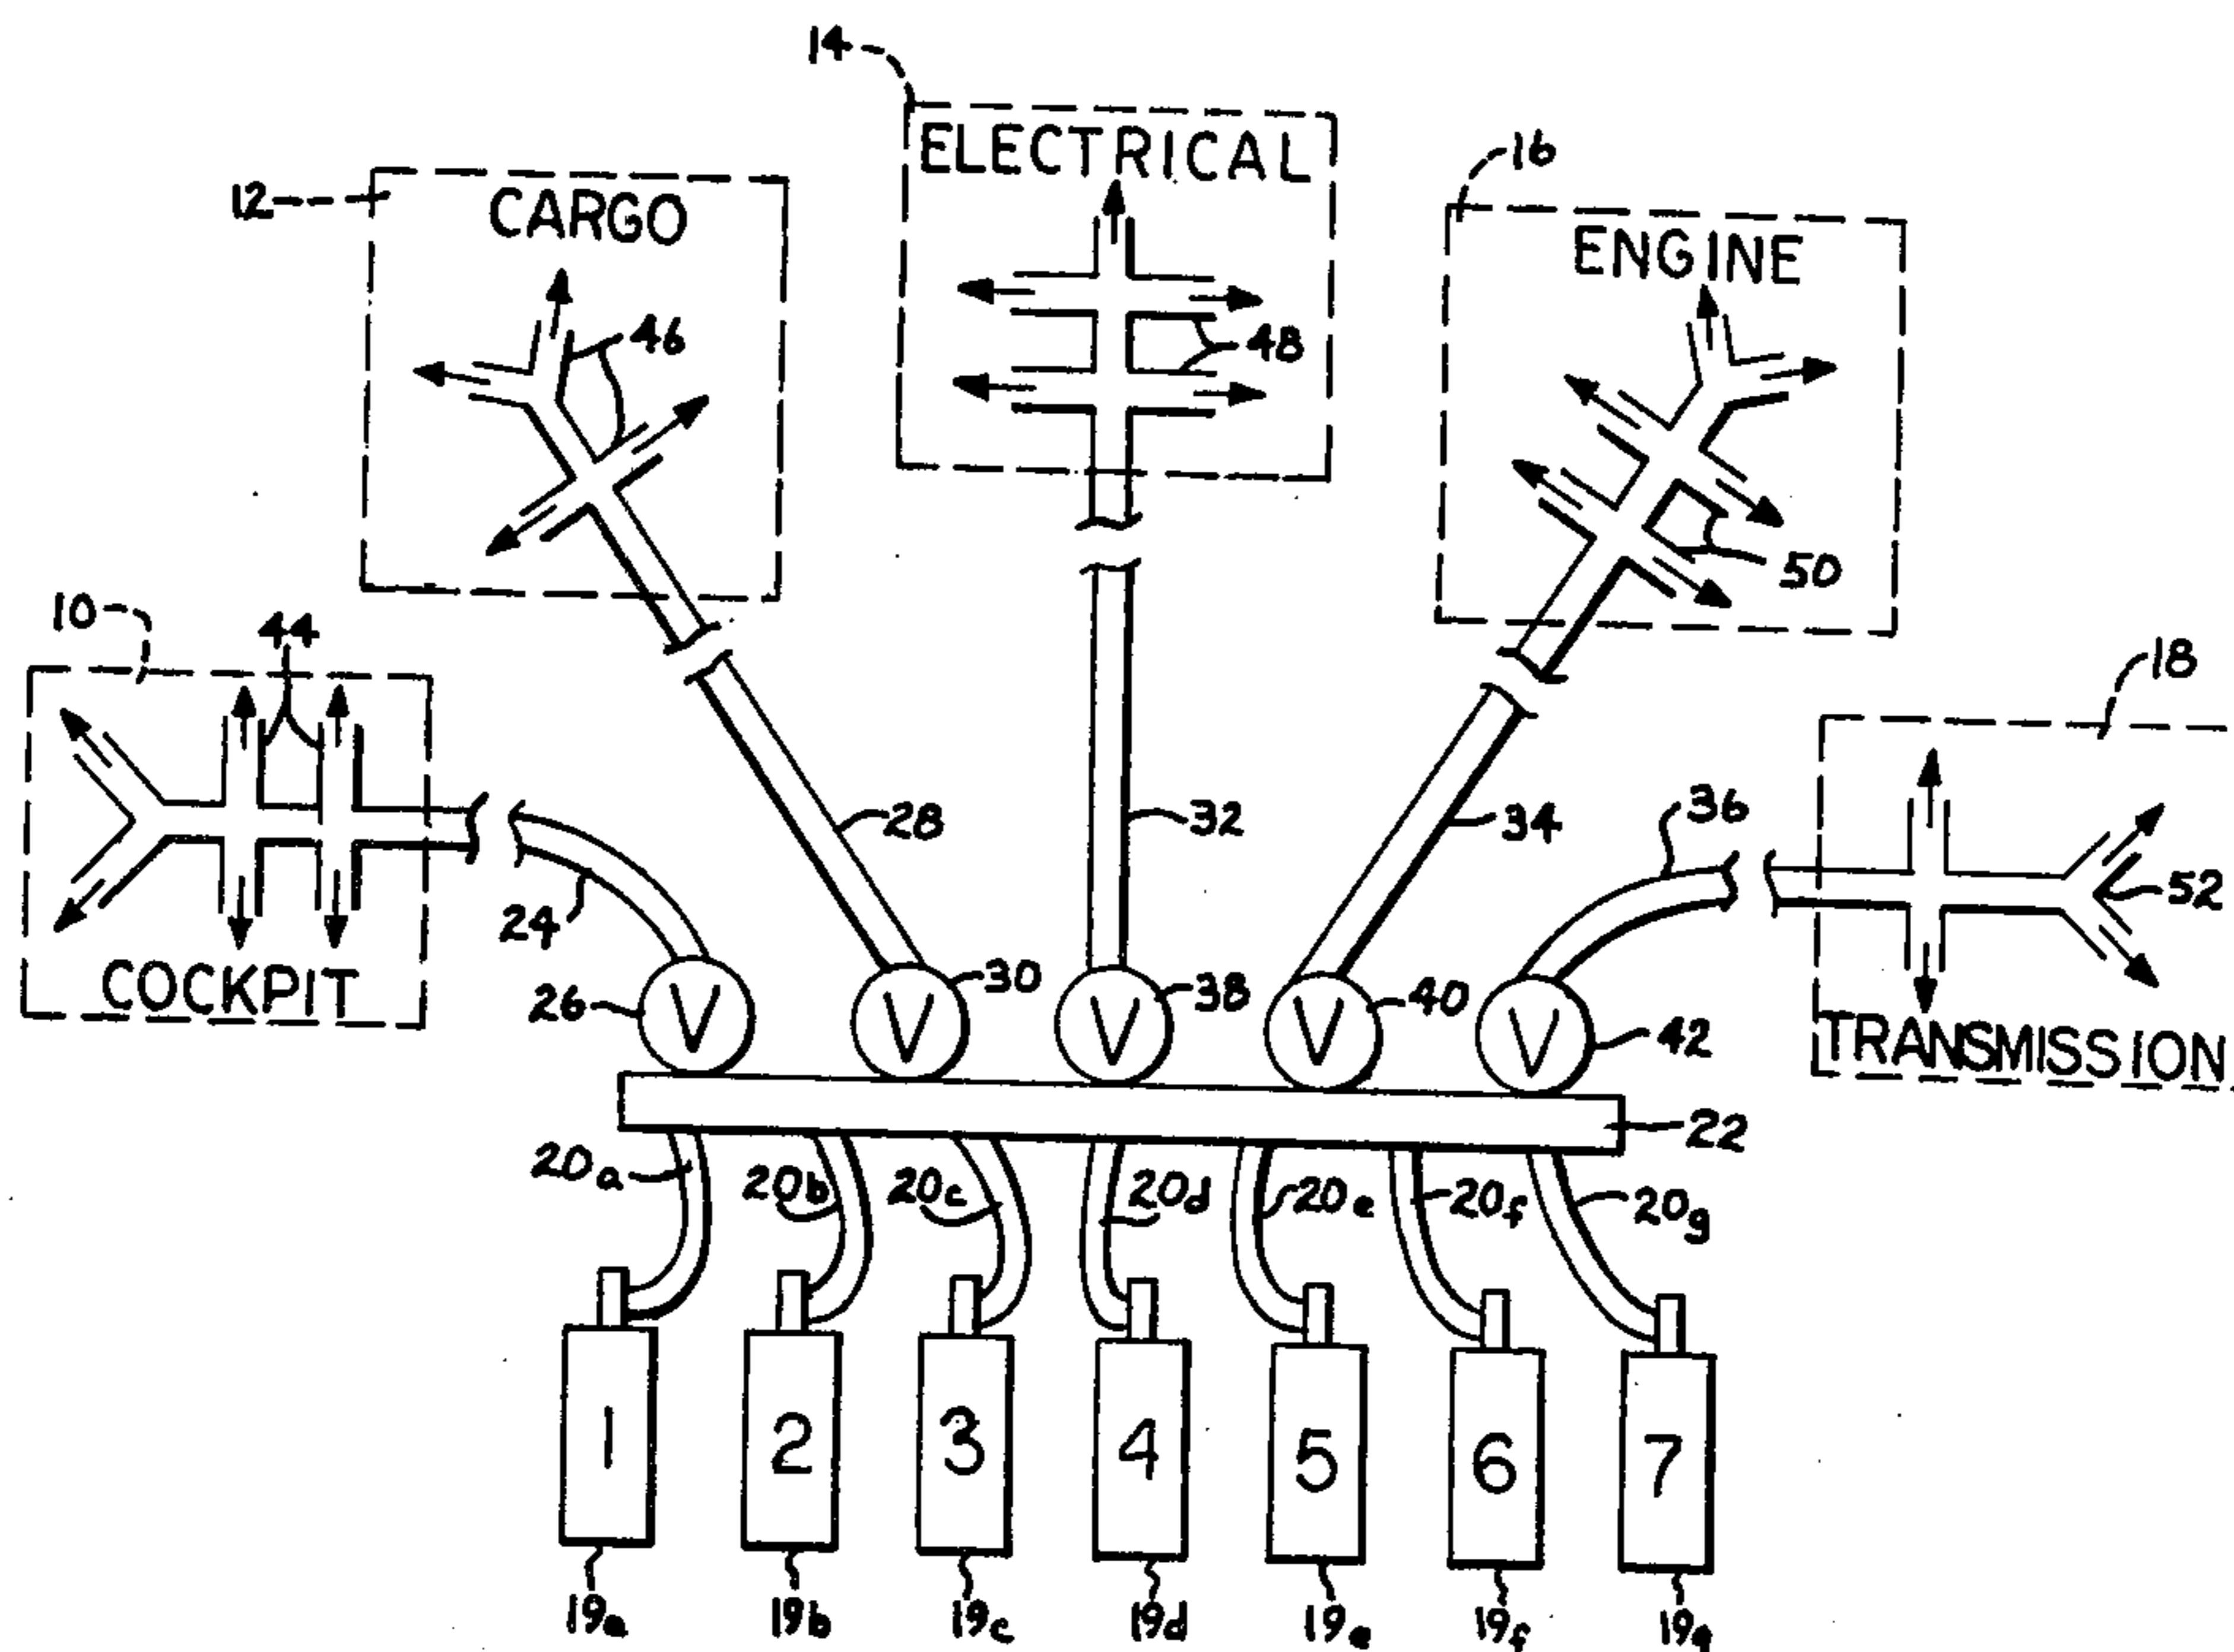 14
ELECTRICAL
16
12
CARGO
ENGINE
46
48
50
10
44
18
28
32
34
36
52
24
COCKPIT
26
V
30
V
38
V
40
V
42
V
TRANSMISSION
22
20a
20b
20c
20d
20e
20f
20g
1
2
3
4
5
6
7
19a
19b
19c
19d
19e
19f
19g